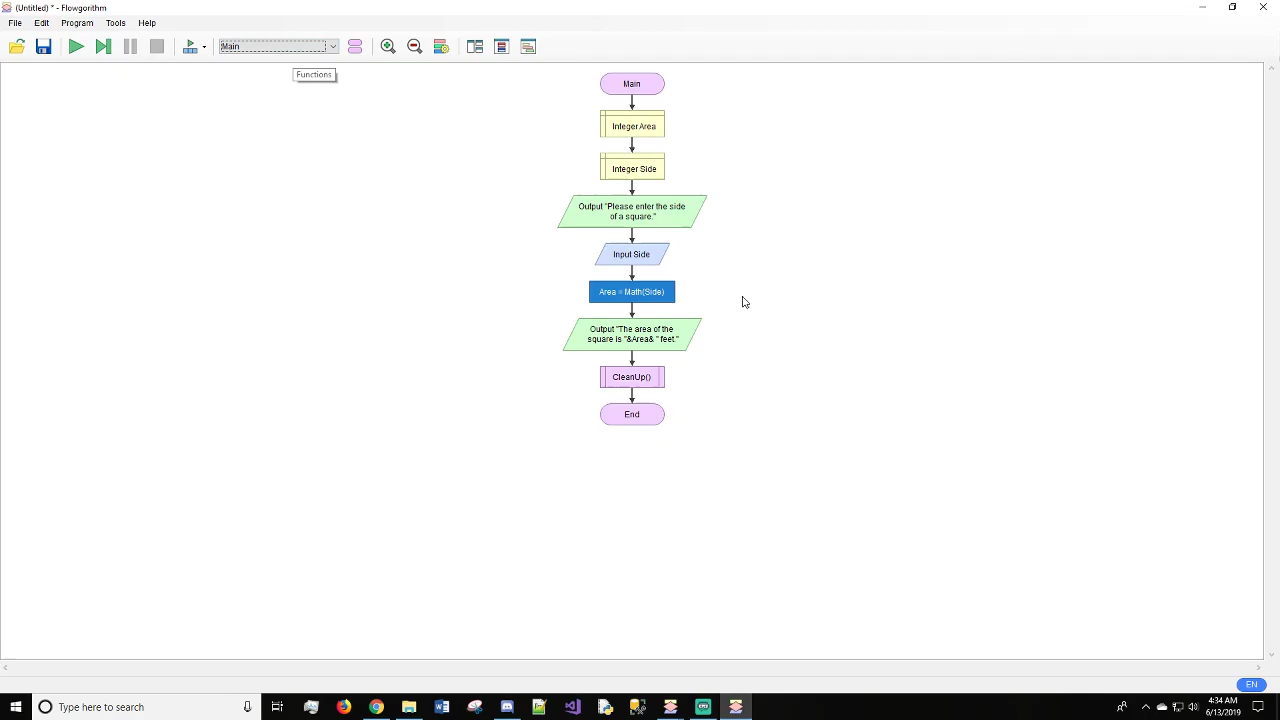 (Untitled) * - Flowgorithm
File Edit Program Tools Help
Main
Functions
Main
Integer Area
Integer Side
Output "Please enter the side
of a square."
Input Side
Area = Math(Side)
Output "The area of the
square is "&Area& " feet."
CleanUp()
End
EN
Type here to search
4:34 AM
6/13/2019